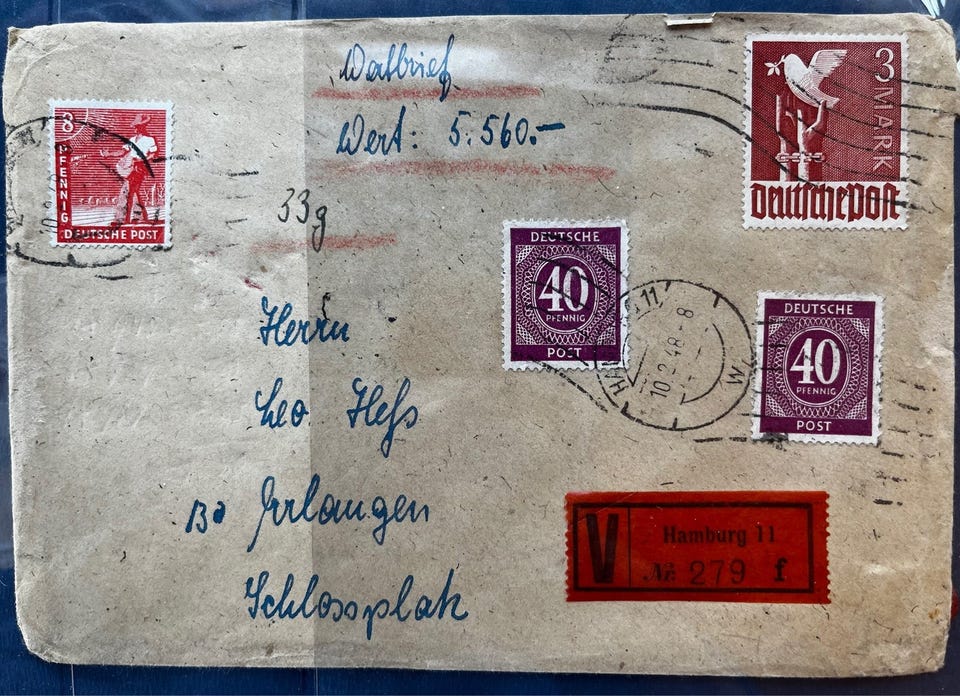 Wertbrief
Wert: 5.560.-
33g
8
PFENNIG
DEUTSCHE POST
3 MARK
deutsche Post
DEUTSCHE
40
PFENNIG
POST
DEUTSCHE
40
PFENNIG
POST
11
10.2.48-8
Herrn
Leo Heſs
13a Erlangen
Schlossplatz
V
Hamburg 11
№ 279 f